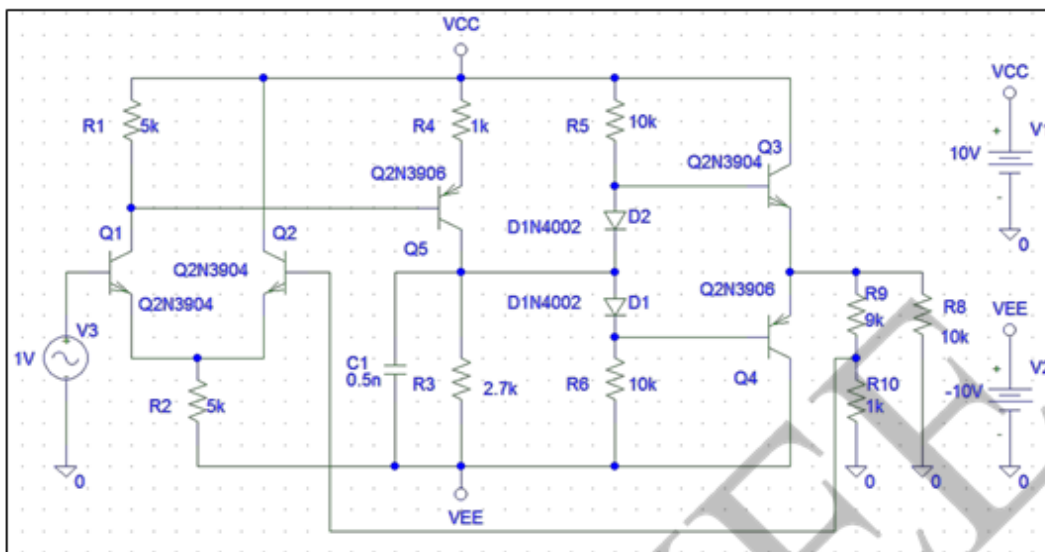 VCC
VCC
R1
5k
R4
1k
R5
10k
Q3
V1
Q2N3906
Q2N3904
10V
Q1
Q2
D1N4002
D2
Q5
0
Q2N3904
Q2N3904
D1N4002
D1
Q2N3906
R9
9k
R8
10k
VEE
V3
1V
C1
0.5n
R3
2.7k
R6
10k
Q4
R10
1k
V2
-10V
R2
5k
0
0
0
0
VEE